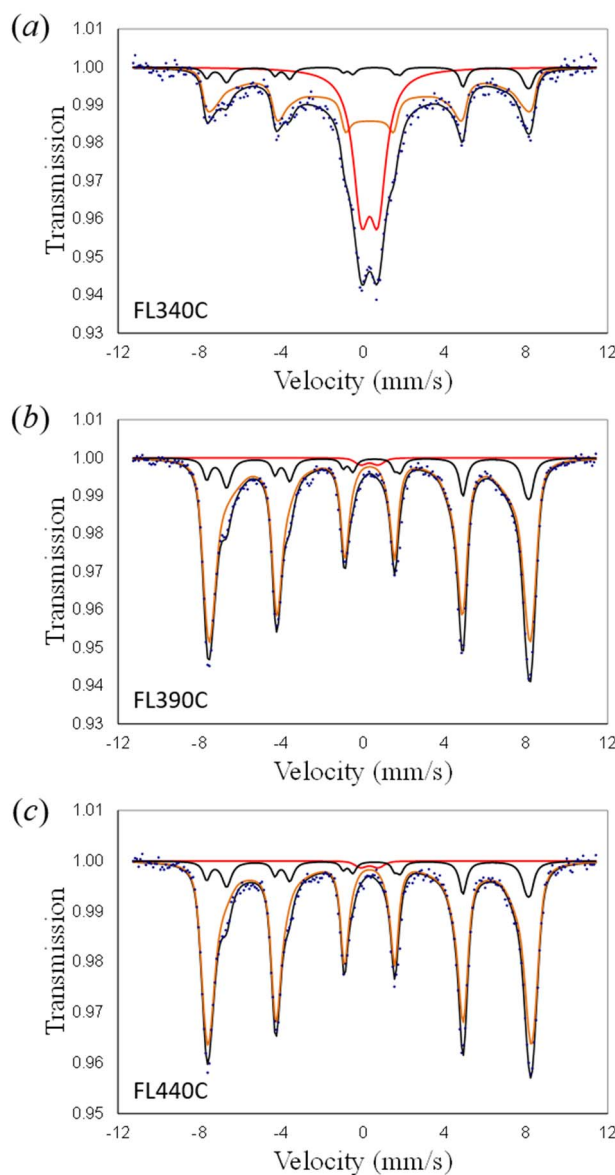 (a)
1.01
1.00
0.99
0.98
0.97
0.96
0.95
0.94
0.93
Transmission
FL340C
-12 -8 -4 0 4 8 12
Velocity (mm/s)
(b)
1.01
1.00
0.99
0.98
0.97
0.96
0.95
0.94
0.93
Transmission
FL390C
-12 -8 -4 0 4 8 12
Velocity (mm/s)
(c)
1.01
1.00
0.99
0.98
0.97
0.96
0.95
Transmission
FL440C
-12 -8 -4 0 4 8 12
Velocity (mm/s)